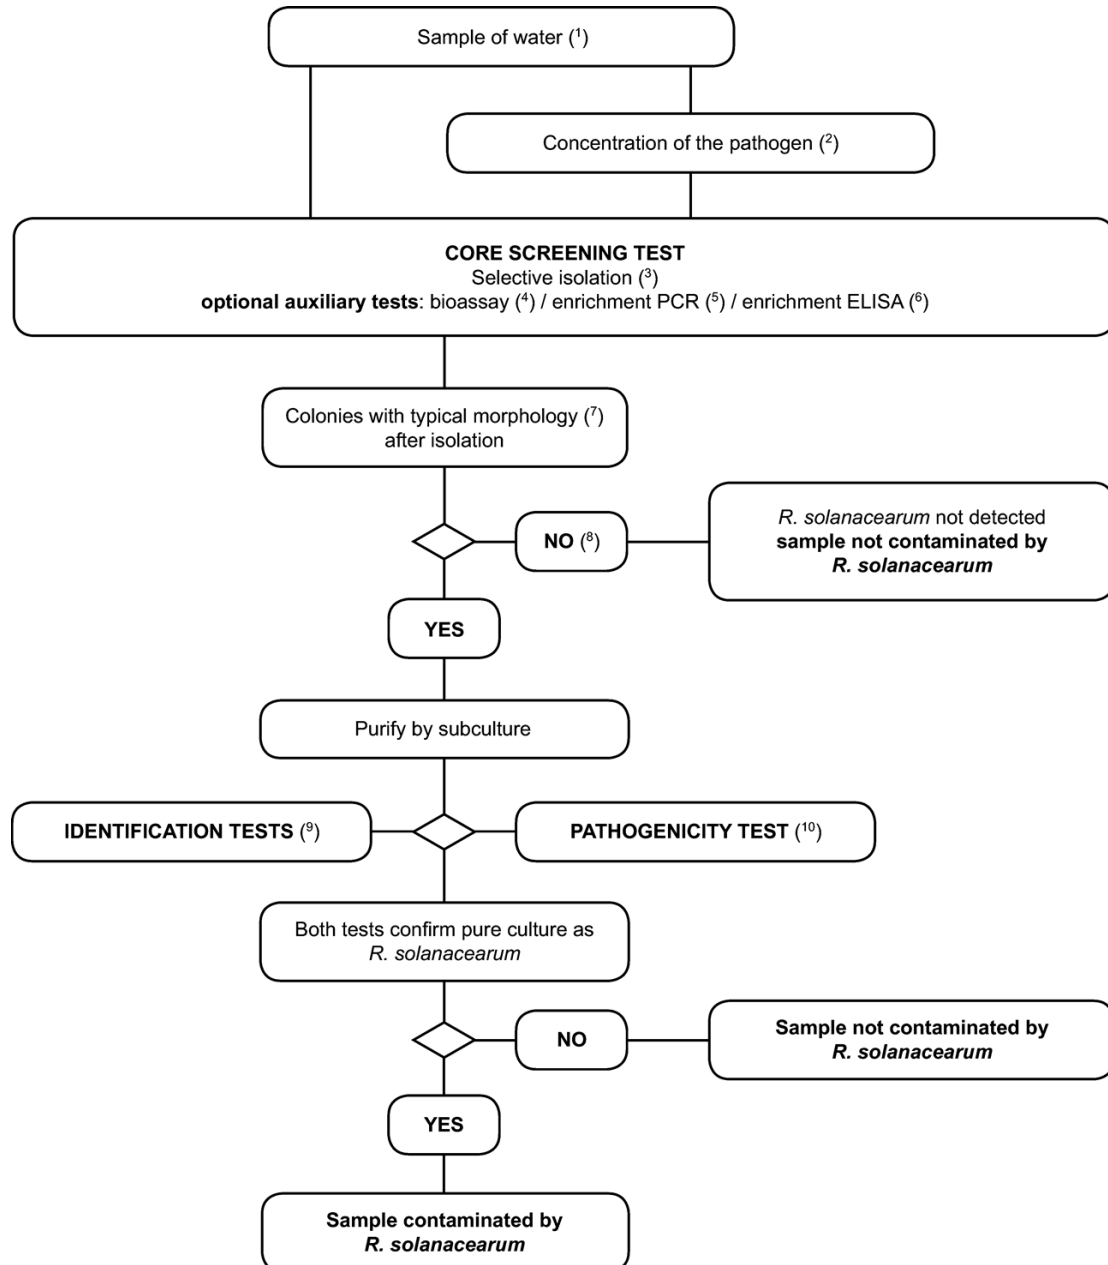 Sample of water (¹)
Concentration of the pathogen (²)
CORE SCREENING TEST
Selective isolation (³)
optional auxiliary tests: bioassay (⁴) / enrichment PCR (⁵) / enrichment ELISA (⁶)
Colonies with typical morphology (⁷)
after isolation
NO (⁸)
R. solanacearum not detected
sample not contaminated by
R. solanacearum
YES
Purify by subculture
IDENTIFICATION TESTS (⁹)
PATHOGENICITY TEST (¹⁰)
Both tests confirm pure culture as
R. solanacearum
NO
Sample not contaminated by
R. solanacearum
YES
Sample contaminated by
R. solanacearum